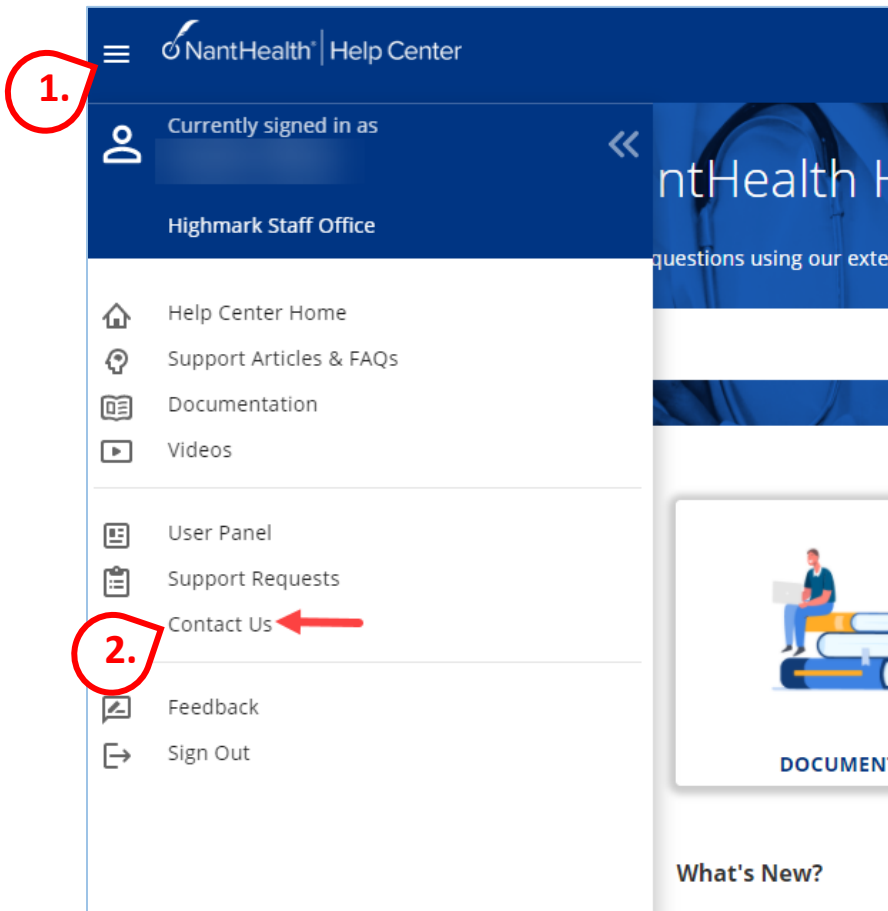 1.
NantHealth® | Help Center
Currently signed in as
Highmark Staff Office
ntHealth H
questions using our exte
Help Center Home
Support Articles & FAQs
Documentation
Videos
User Panel
Support Requests
Contact Us
2.
Feedback
Sign Out
DOCUMENT
What's New?